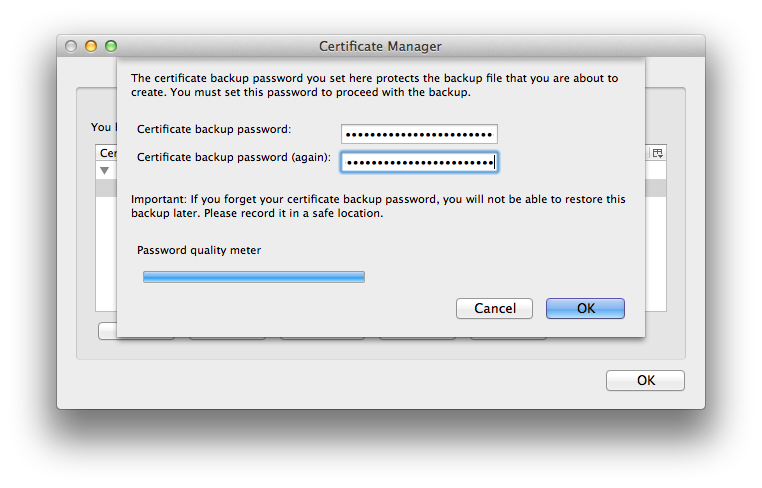 Certificate Manager
The certificate backup password you set here protects the backup file that you are about to
create. You must set this password to proceed with the backup.
You
Certificate backup password:
Certificate backup password (again):
Important: If you forget your certificate backup password, you will not be able to restore this
backup later. Please record it in a safe location.
Password quality meter
Cancel
OK
OK